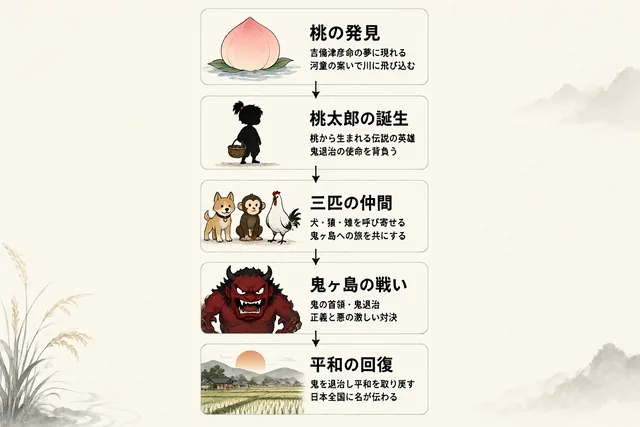 桃の発見
吉備津彦命の夢に現れる
河童の案いで川に飛び込む
桃太郎の誕生
桃から生まれる伝説の英雄
鬼退治の使命を背負う
三匹の仲間
犬・猿・雉を呼び寄せる
鬼ヶ島への旅を共にする
鬼ヶ島の戦い
鬼の首領・鬼退治
正義と悪の激しい対決
平和の回復
鬼を退治し平和を取り戻す
日本全国に名が伝わる